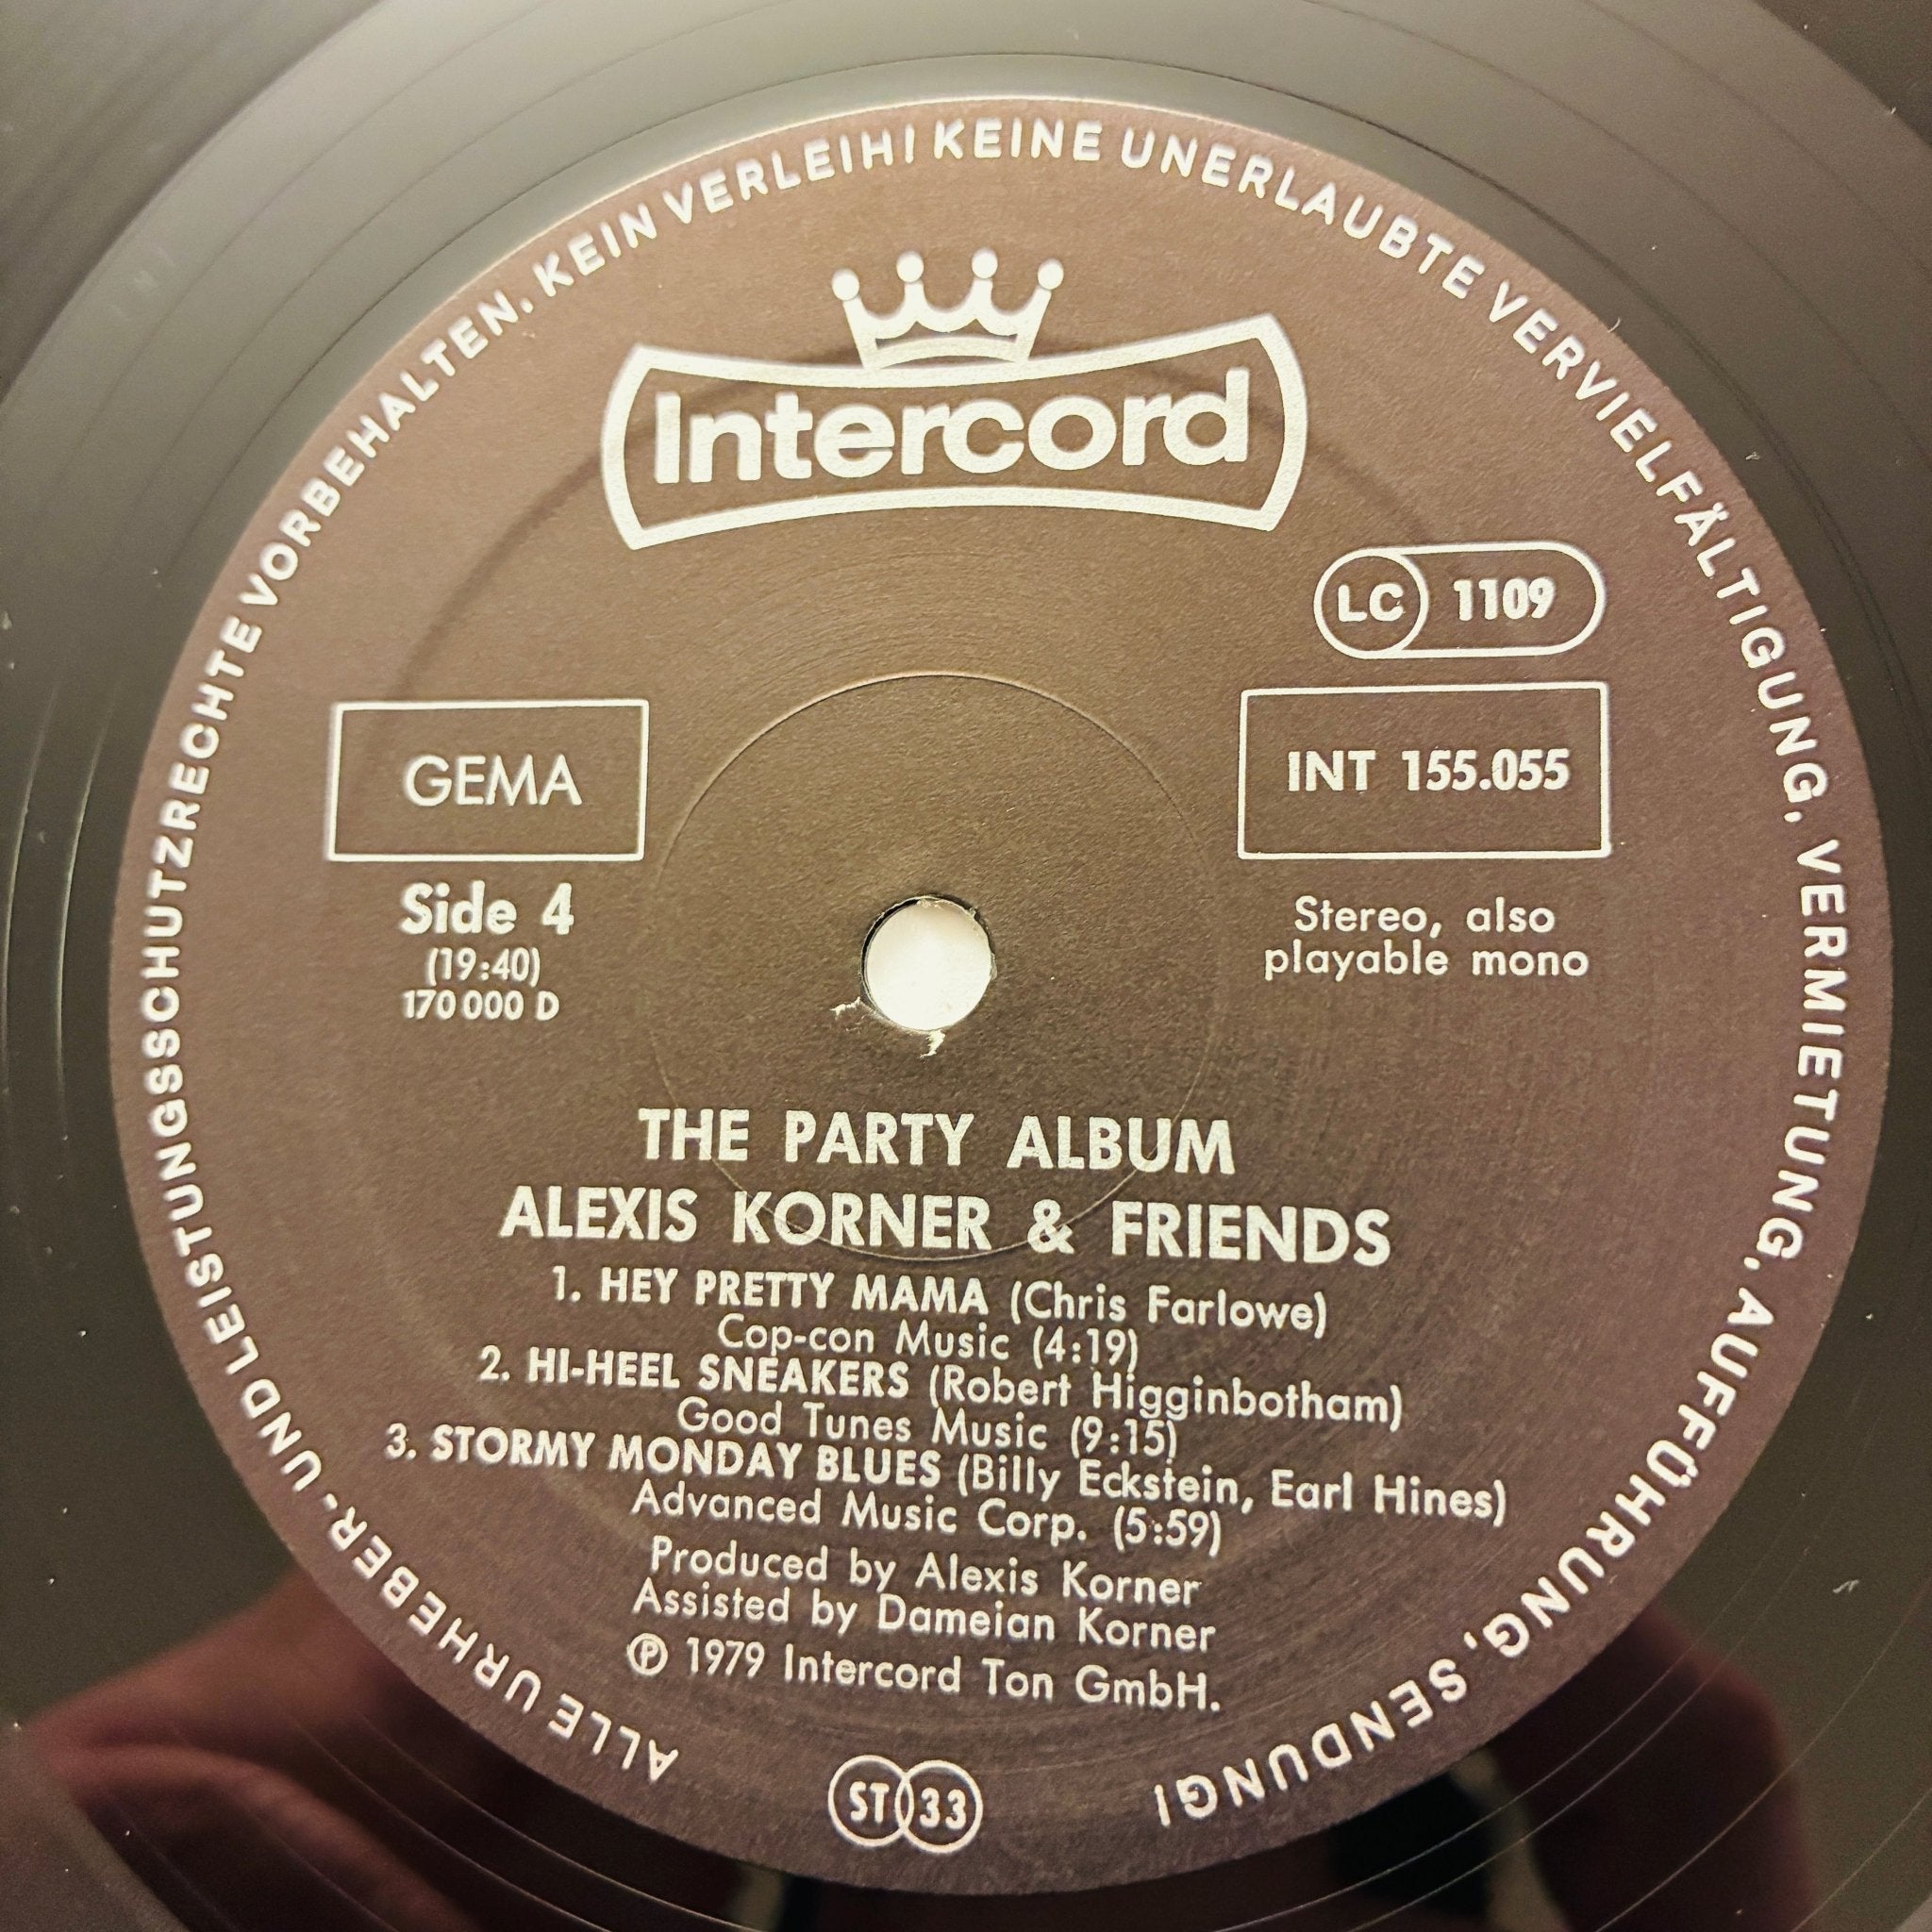 ALLE URHEBER- UND LEISTUNGSSCHUTZRECHTE VORBEHALTEN. KEIN VERLEIH! KEINE UNERLAUBTE VERVIELFÄLTIGUNG, VERMIETUNG, AUFFÜHRUNG, SENDUNG!
Intercord
LC 1109
GEMA
INT 155.055
Side 4
(19:40)
170 000 D
Stereo, also
playable mono
THE PARTY ALBUM
ALEXIS KORNER & FRIENDS
1. HEY PRETTY MAMA (Chris Farlowe)
Cop-con Music (4:19)
2. HI-HEEL SNEAKERS (Robert Higginbotham)
Good Tunes Music (9:15)
3. STORMY MONDAY BLUES (Billy Eckstein, Earl Hines)
Advanced Music Corp. (5:59)
Produced by Alexis Korner
Assisted by Dameian Korner
℗ 1979 Intercord Ton GmbH.
ST 33